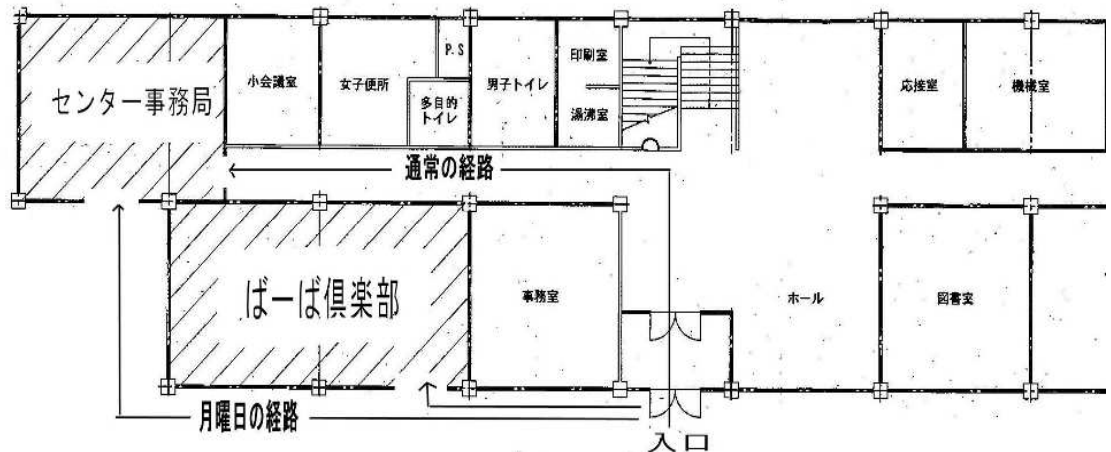 センター事務局
小会議室
女子便所
P.S
多目的
トイレ
男子トイレ
印刷室
湯沸室
応接室
機械室
通常の経路
ばーば倶楽部
事務室
ホール
図書室
月曜日の経路
入口